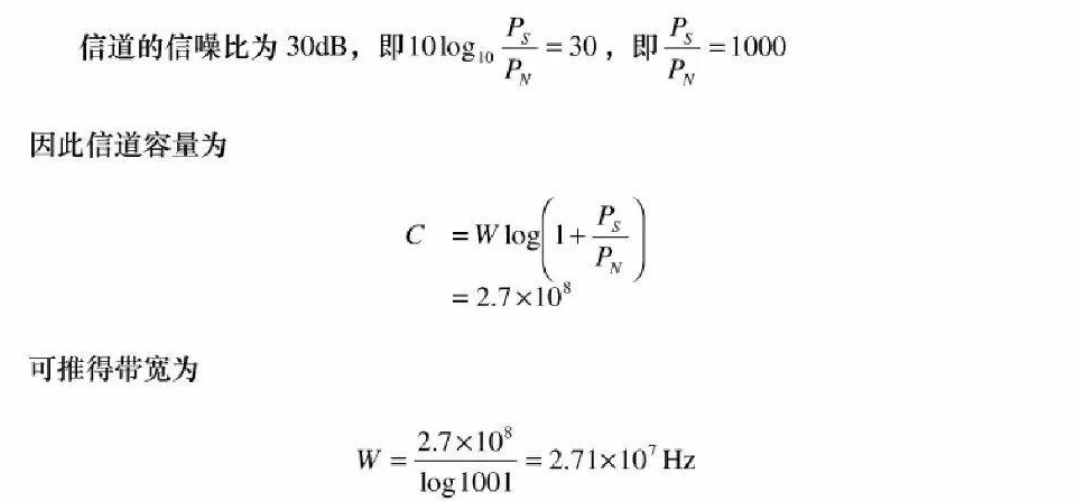 信道的信噪比为 30dB，即 10 log₁₀ P_S/P_N = 30 ，即 P_S/P_N = 1000
因此信道容量为
C = W log(1 + P_S/P_N)
= 2.7×10⁸
可推得带宽为
W = 2.7×10⁸/log1001 = 2.71×10⁷ Hz